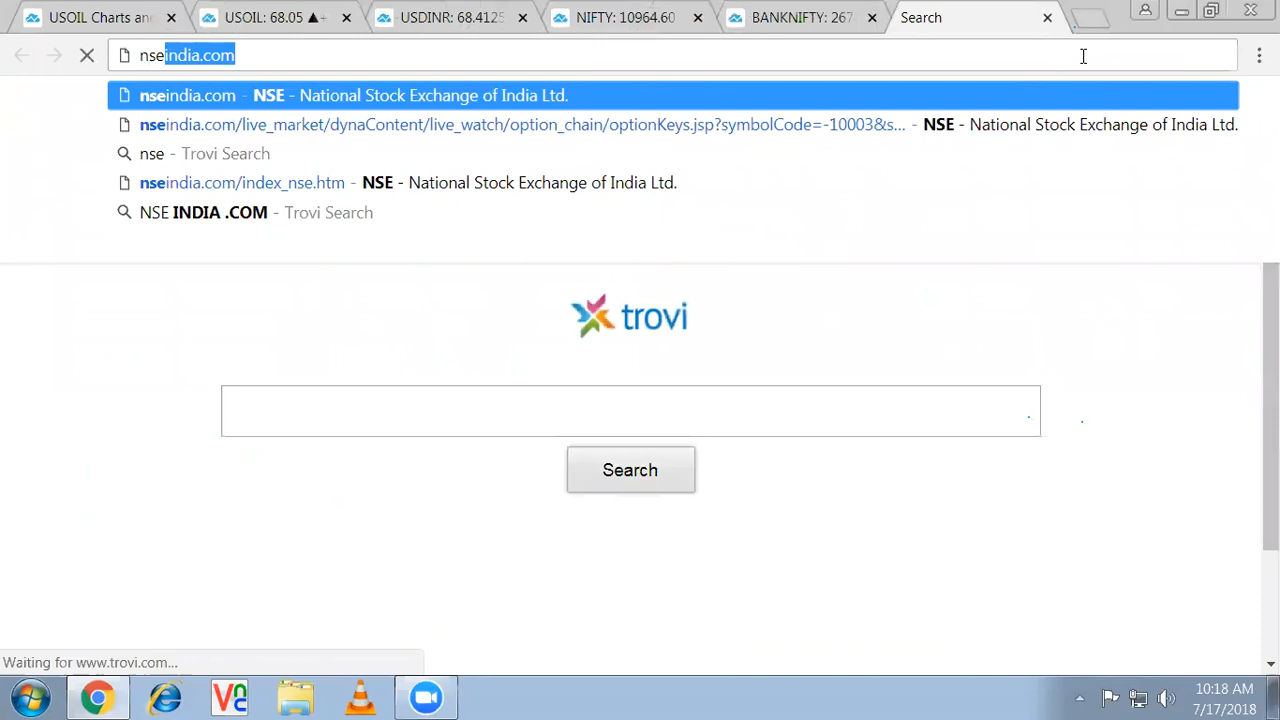 USOIL Charts and
USOIL: 68.05 ▲+
USDINR: 68.4125
NIFTY: 10964.60
BANKNIFTY: 267
Search
nseindia.com
nseindia.com - NSE - National Stock Exchange of India Ltd.
nseindia.com/live_market/dynaContent/live_watch/option_chain/optionKeys.jsp?symbolCode=-10003&s... - NSE - National Stock Exchange of India Ltd.
nse - Trovi Search
nseindia.com/index_nse.htm - NSE - National Stock Exchange of India Ltd.
NSE INDIA .COM - Trovi Search
trovi
Search
Waiting for www.trovi.com...
10:18 AM
7/17/2018